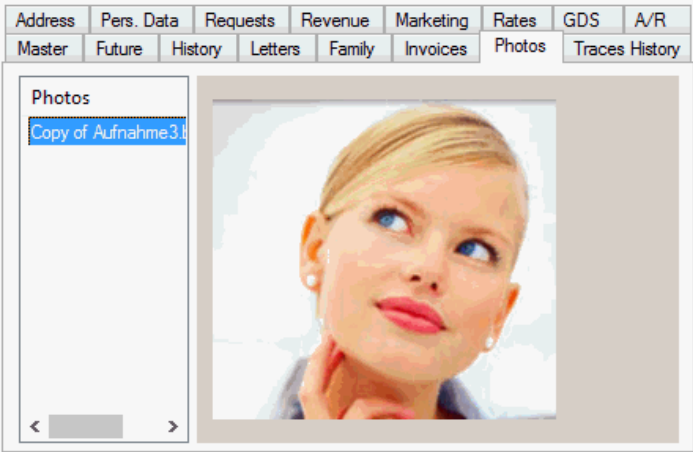 Address Pers. Data Requests Revenue Marketing Rates GDS A/R
Master Future History Letters Family Invoices Photos Traces History
Photos
Copy of Aufnahme3.b